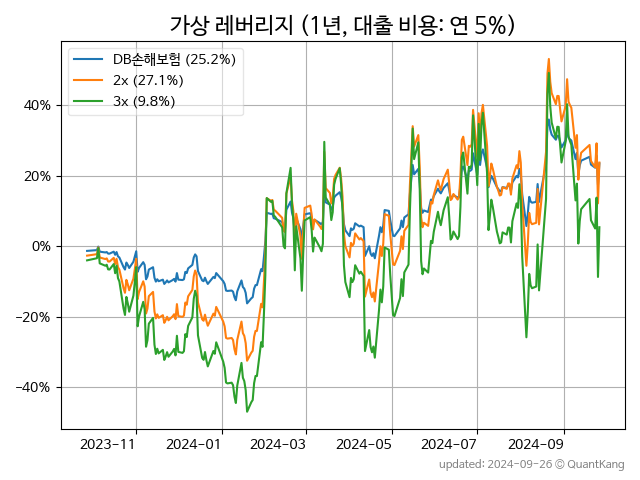 가상 레버리지 (1년, 대출 비용: 연 5%)
DB손해보험 (25.2%)
2x (27.1%)
3x (9.8%)
40%
20%
0%
−20%
−40%
2023-11 2024-01 2024-03 2024-05 2024-07 2024-09
updated: 2024-09-26 © QuantKang